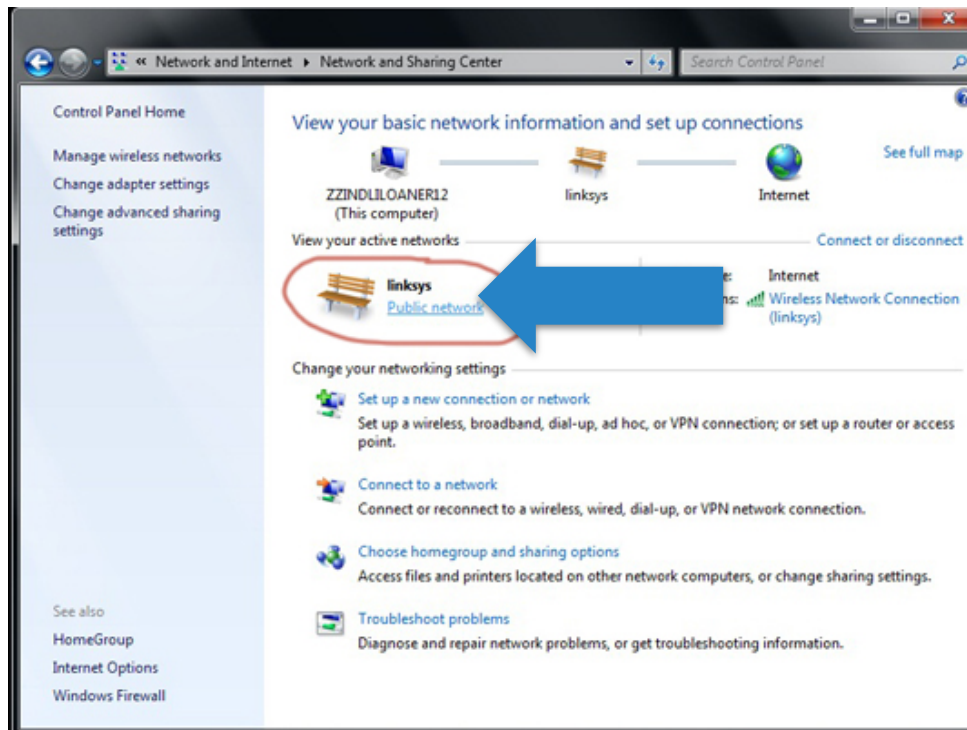 « Network and Internet ▸ Network and Sharing Center
Search Control Panel
Control Panel Home
Manage wireless networks
Change adapter settings
Change advanced sharing
settings
See also
HomeGroup
Internet Options
Windows Firewall
View your basic network information and set up connections
See full map
ZZINDLILOANER12
(This computer)
linksys
Internet
View your active networks
Connect or disconnect
linksys
Public network
e: Internet
ns: Wireless Network Connection
(linksys)
Change your networking settings
Set up a new connection or network
Set up a wireless, broadband, dial-up, ad hoc, or VPN connection; or set up a router or access
point.
Connect to a network
Connect or reconnect to a wireless, wired, dial-up, or VPN network connection.
Choose homegroup and sharing options
Access files and printers located on other network computers, or change sharing settings.
Troubleshoot problems
Diagnose and repair network problems, or get troubleshooting information.